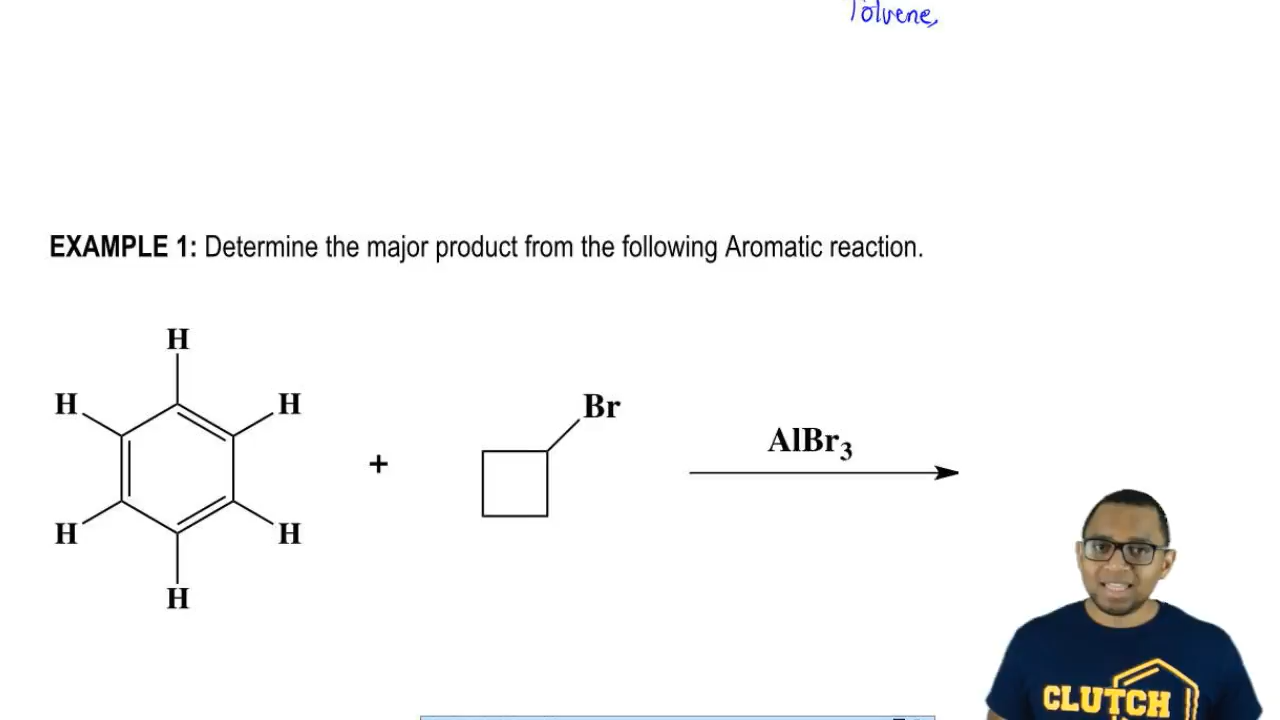 Toluene,
EXAMPLE 1: Determine the major product from the following Aromatic reaction.
H
H H
Br
AlBr3
+
H H
H
CLUTCH